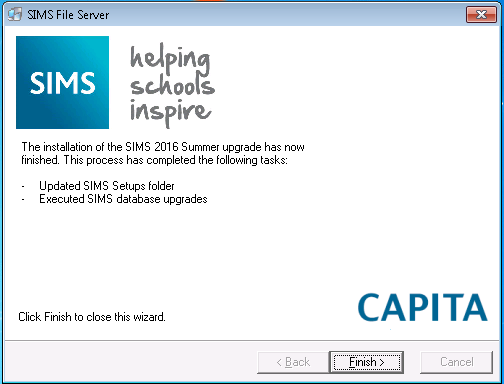 SIMS File Server
SIMS
helping
schools
inspire
The installation of the SIMS 2016 Summer upgrade has now
finished. This process has completed the following tasks:
- Updated SIMS Setups folder
- Executed SIMS database upgrades
CAPITA
Click Finish to close this wizard.
< Back
Finish >
Cancel